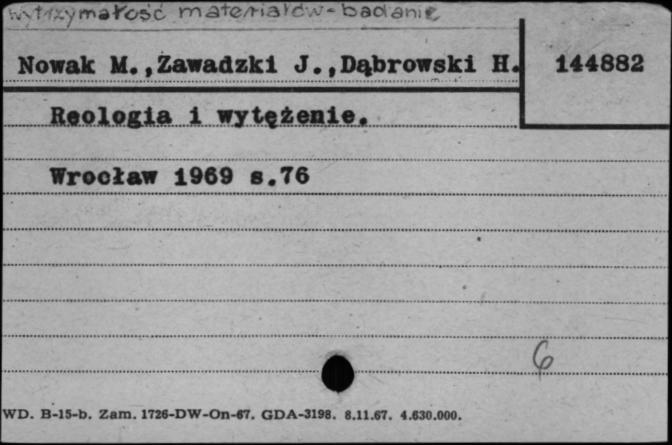 wytrzymałość materiałów - badanie
Nowak M., Zawadzki J., Dąbrowski H. 144882
Reologia i wytężenie.
Wrocław 1969 s.76
6
WD. B-15-b. Zam. 1726-DW-On-67. GDA-3198. 8.11.67. 4.630.000.